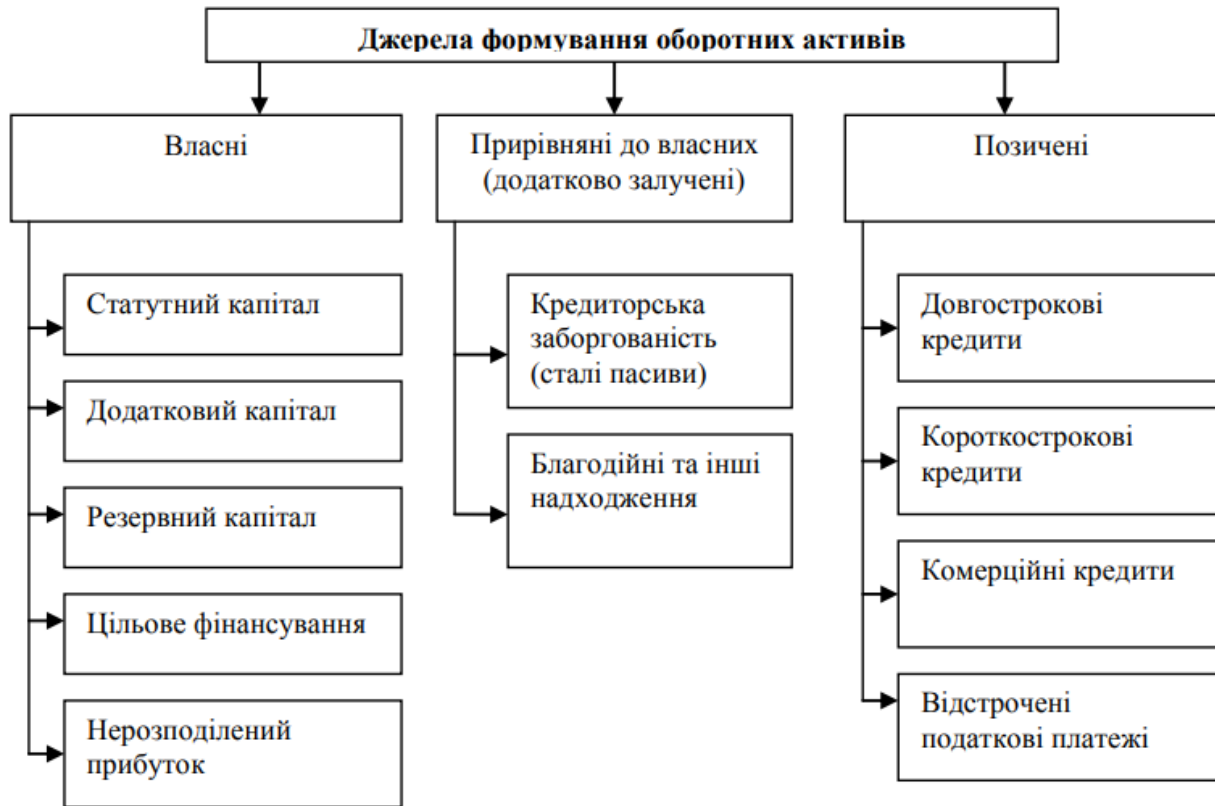 Джерела формування оборотних активів
Власні
Статутний капітал
Додатковий капітал
Резервний капітал
Цільове фінансування
Нерозподілений
прибуток
Прирівняні до власних
(додатково залучені)
Кредиторська
заборгованість
(сталі пасиви)
Благодійні та інші
надходження
Позичені
Довгострокові
кредити
Короткострокові
кредити
Комерційні кредити
Відстрочені
податкові платежі